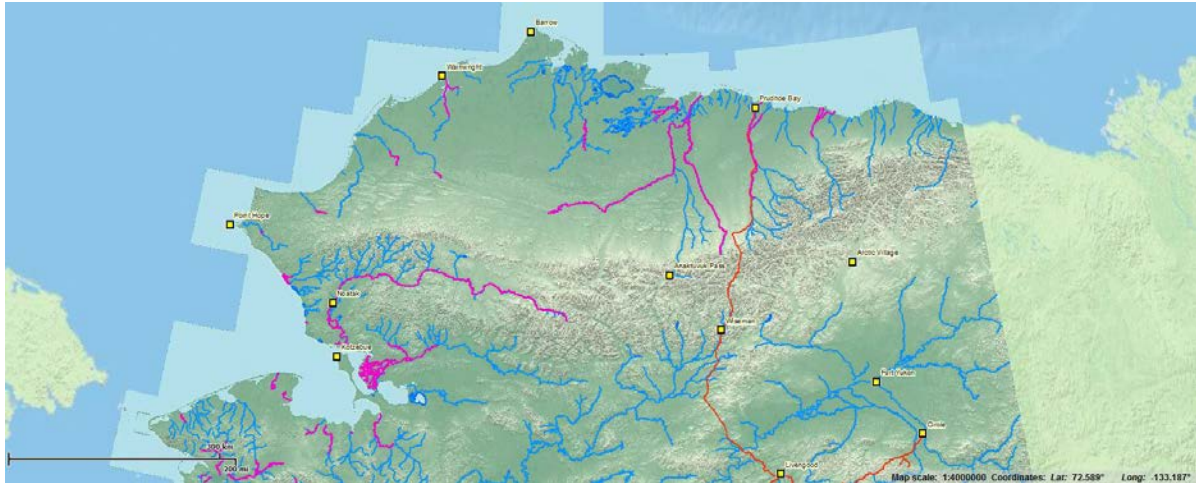 Barrow
Wainwright
Prudhoe Bay
Point Hope
Arctic Village
Anaktuvuk Pass
Noatak
Wiseman
Kotzebue
Fort Yukon
Circle
300 km
200 mi
Livengood
Map scale: 1:4000000 Coordinates: Lat: 72.589° Long: -133.187°